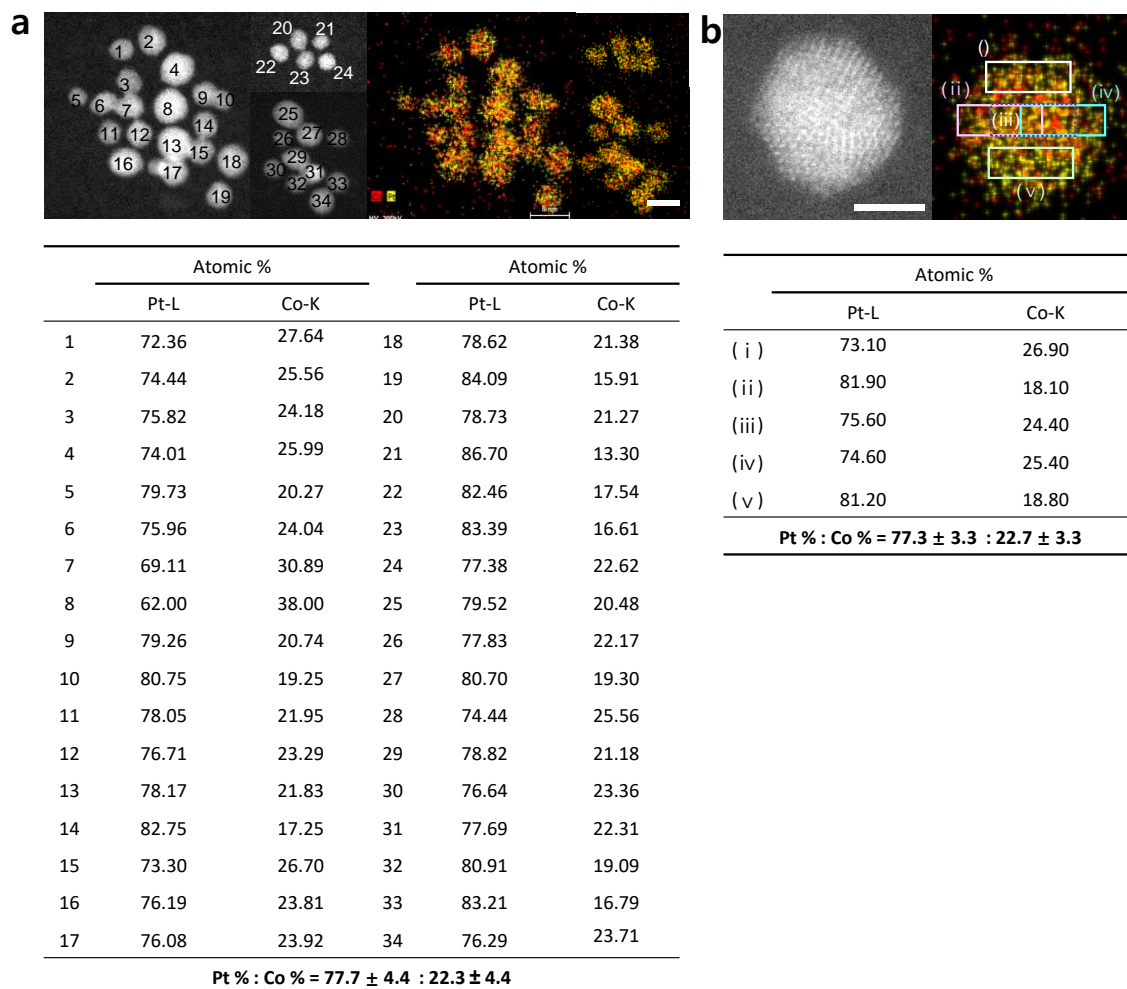 a
1
2
3
4
5
6
7
8
9
10
11
12
13
14
15
16
17
18
19
20
21
22
23
24
25
26
27
28
29
30
31
32
33
34
Co
Pt
b
()
(ii)
(iii)
(iv)
(v)
Atomic % Atomic %
Pt-L Co-K Pt-L Co-K
1 72.36 27.64 18 78.62 21.38
2 74.44 25.56 19 84.09 15.91
3 75.82 24.18 20 78.73 21.27
4 74.01 25.99 21 86.70 13.30
5 79.73 20.27 22 82.46 17.54
6 75.96 24.04 23 83.39 16.61
7 69.11 30.89 24 77.38 22.62
8 62.00 38.00 25 79.52 20.48
9 79.26 20.74 26 77.83 22.17
10 80.75 19.25 27 80.70 19.30
11 78.05 21.95 28 74.44 25.56
12 76.71 23.29 29 78.82 21.18
13 78.17 21.83 30 76.64 23.36
14 82.75 17.25 31 77.69 22.31
15 73.30 26.70 32 80.91 19.09
16 76.19 23.81 33 83.21 16.79
17 76.08 23.92 34 76.29 23.71
Pt % : Co % = 77.7 ± 4.4 : 22.3 ± 4.4
Atomic %
Pt-L Co-K
(i) 73.10 26.90
(ii) 81.90 18.10
(iii) 75.60 24.40
(iv) 74.60 25.40
(v) 81.20 18.80
Pt % : Co % = 77.3 ± 3.3 : 22.7 ± 3.3